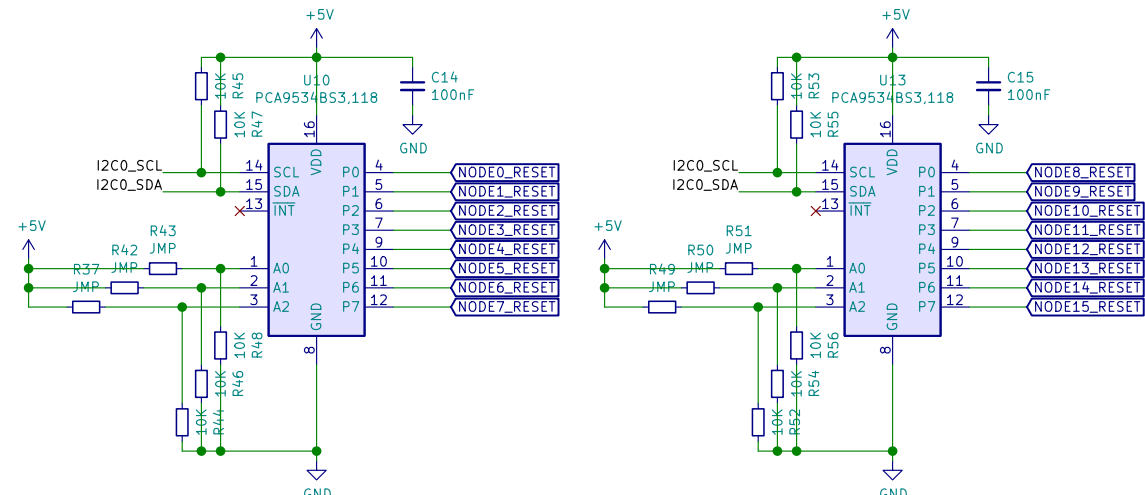 +5V
10K
R45
10K
R47
U10
PCA9534BS3,118
C14
100nF
GND
16
VDD
I2C0_SCL
14
SCL
I2C0_SDA
15
SDA
13
INT
P0
4
NODE0_RESET
P1
5
NODE1_RESET
P2
6
NODE2_RESET
P3
7
NODE3_RESET
P4
9
NODE4_RESET
P5
10
NODE5_RESET
P6
11
NODE6_RESET
P7
12
NODE7_RESET
+5V
R43
JMP
R42
JMP
R37
JMP
1
A0
2
A1
3
A2
GND
8
10K
R48
10K
R46
10K
R44
GND
+5V
10K
R53
10K
R55
U13
PCA9534BS3,118
C15
100nF
GND
16
VDD
I2C0_SCL
14
SCL
I2C0_SDA
15
SDA
13
INT
P0
4
NODE8_RESET
P1
5
NODE9_RESET
P2
6
NODE10_RESET
P3
7
NODE11_RESET
P4
9
NODE12_RESET
P5
10
NODE13_RESET
P6
11
NODE14_RESET
P7
12
NODE15_RESET
+5V
R51
JMP
R50
JMP
R49
JMP
1
A0
2
A1
3
A2
GND
8
10K
R56
10K
R54
10K
R52
GND